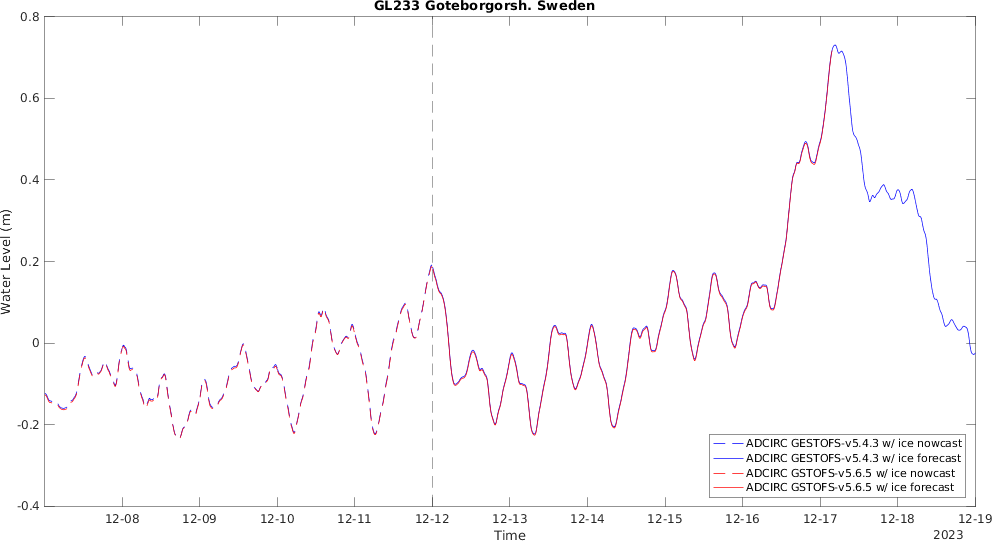 GL233 Goteborgorsh. Sweden
Water Level (m)
0.8
0.6
0.4
0.2
0
-0.2
-0.4
ADCIRC GESTOFS-v5.4.3 w/ ice nowcast
ADCIRC GESTOFS-v5.4.3 w/ ice forecast
ADCIRC GSTOFS-v5.6.5 w/ ice nowcast
ADCIRC GSTOFS-v5.6.5 w/ ice forecast
12-08 12-09 12-10 12-11 12-12 12-13 12-14 12-15 12-16 12-17 12-18 12-19
Time
2023